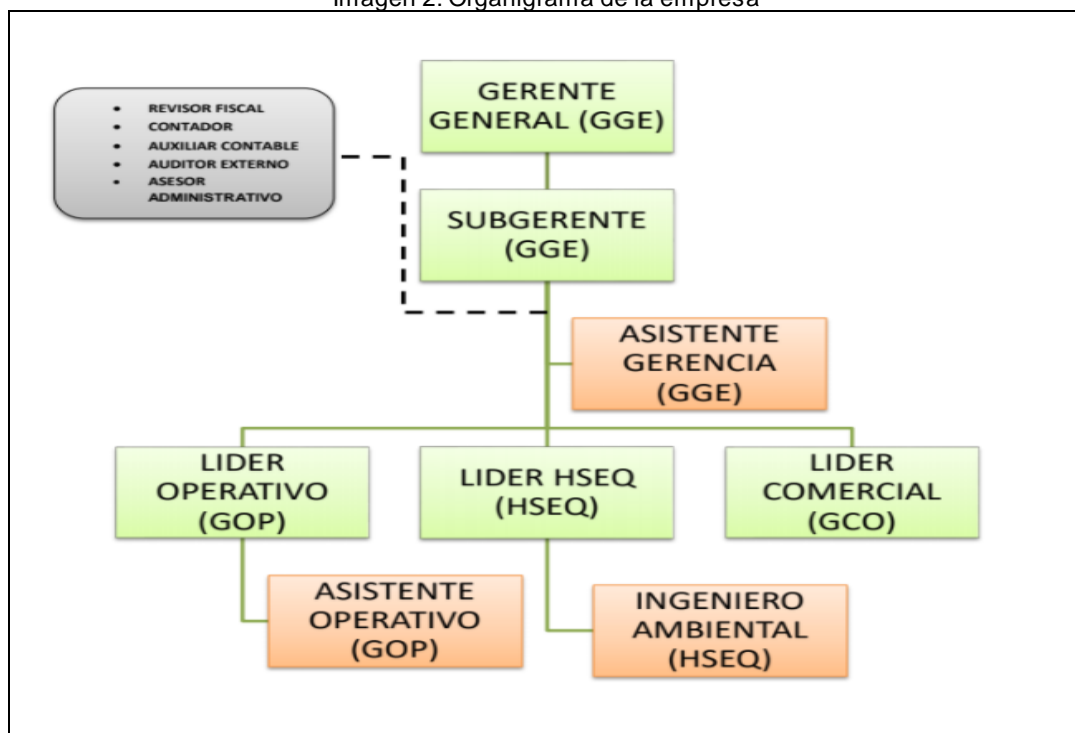 Imagen 2. Organigrama de la empresa
GERENTE
GENERAL (GGE)
• REVISOR FISCAL
• CONTADOR
• AUXILIAR CONTABLE
• AUDITOR EXTERNO
• ASESOR
ADMINISTRATIVO
SUBGERENTE
(GGE)
ASISTENTE
GERENCIA
(GGE)
LIDER
OPERATIVO
(GOP)
LIDER HSEQ
(HSEQ)
LIDER
COMERCIAL
(GCO)
ASISTENTE
OPERATIVO
(GOP)
INGENIERO
AMBIENTAL
(HSEQ)